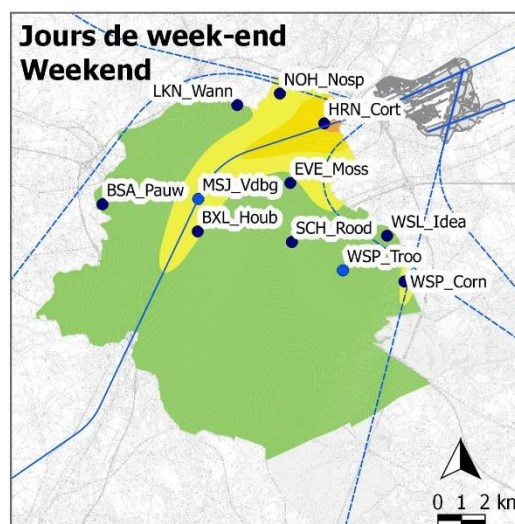 Jours de week-end
Weekend
NOH_Nosp
LKN_Wann
HRN_Cort
EVE_Moss
BSA_Pauw
MSJ_Vdbg
BXL_Houb
SCH_Rood
WSL_Idea
WSP_Troo
WSP_Corn
0 1 2 km